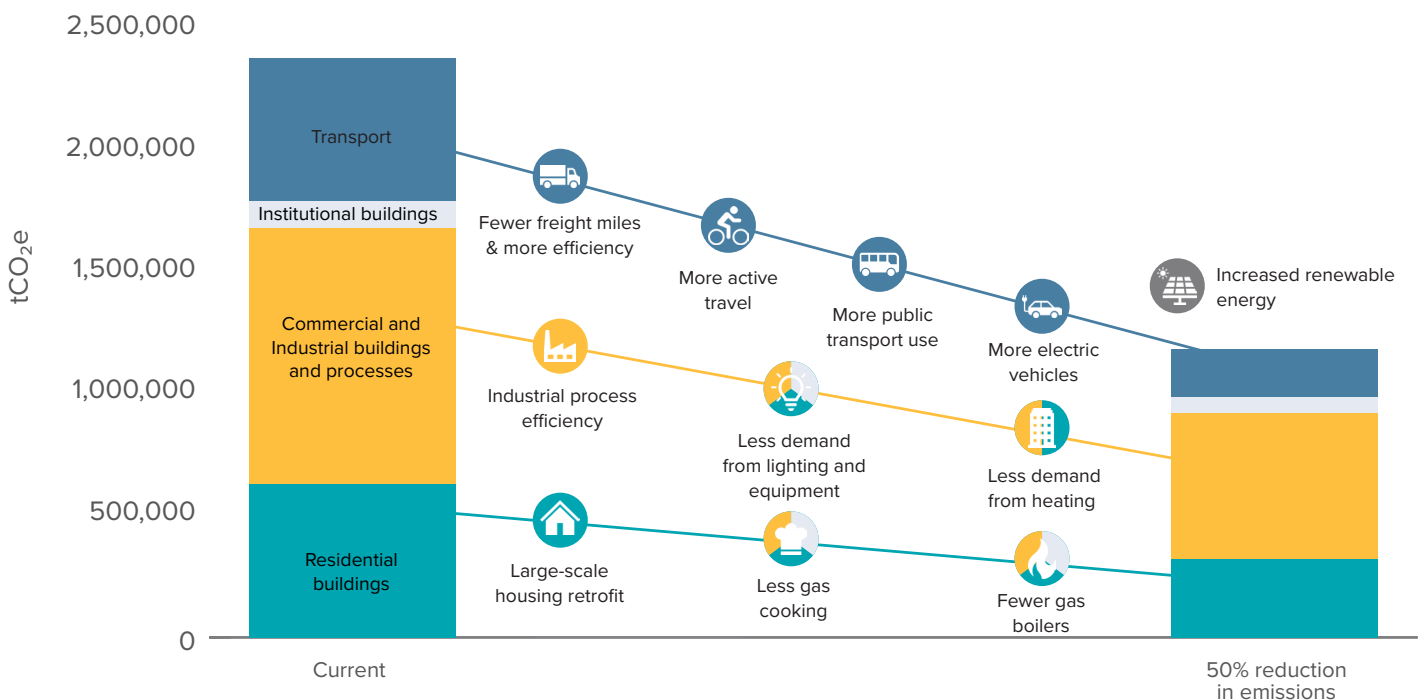 2,500,000
2,000,000
1,500,000
1,000,000
500,000
0
tCO₂e
Transport
Institutional buildings
Commercial and
Industrial buildings
and processes
Residential
buildings
Fewer freight miles
& more efficiency
More active
travel
More public
transport use
More electric
vehicles
Increased renewable
energy
Industrial process
efficiency
Less demand
from lighting and
equipment
Less demand
from heating
Large-scale
housing retrofit
Less gas
cooking
Fewer gas
boilers
Current
50% reduction
in emissions